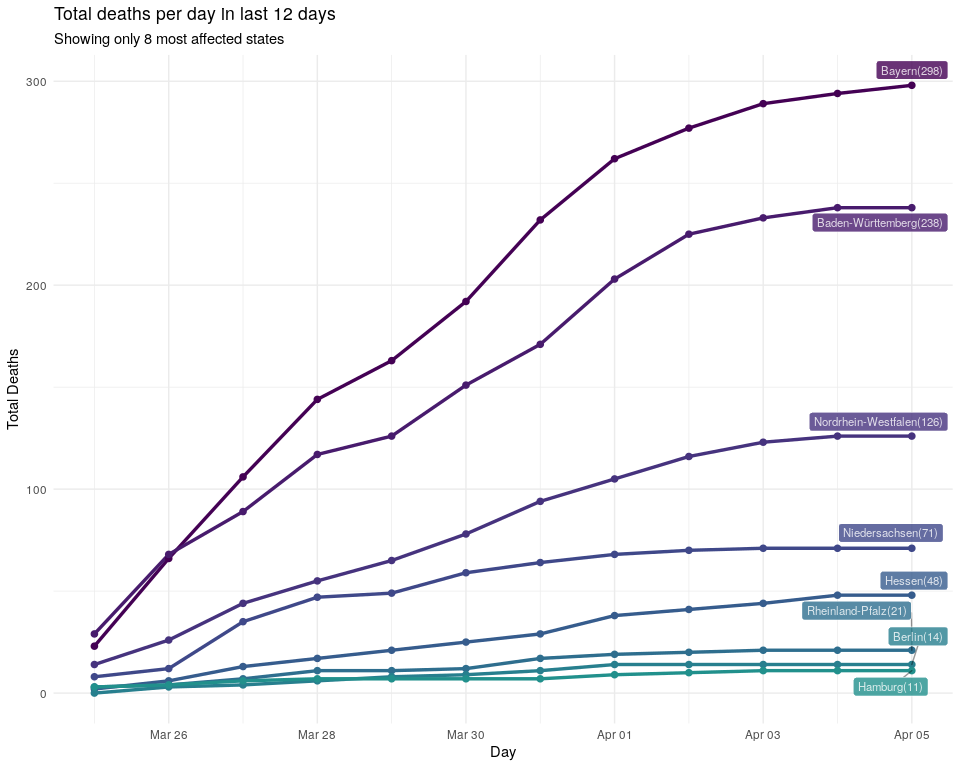 Total deaths per day in last 12 days
Showing only 8 most affected states
Total Deaths
300
200
100
0
Bayern(298)
Baden-Württemberg(238)
Nordrhein-Westfalen(126)
Niedersachsen(71)
Hessen(48)
Rheinland-Pfalz(21)
Berlin(14)
Hamburg(11)
Mar 26
Mar 28
Mar 30
Apr 01
Apr 03
Apr 05
Day